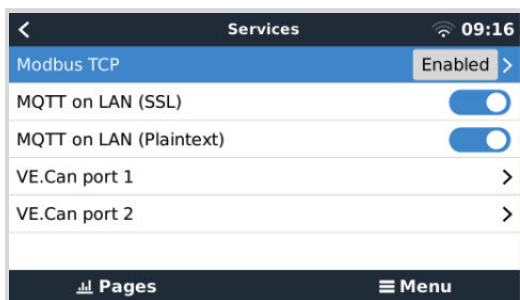 Services 09:16
Modbus TCP Enabled
MQTT on LAN (SSL)
MQTT on LAN (Plaintext)
VE.Can port 1
VE.Can port 2
Pages Menu